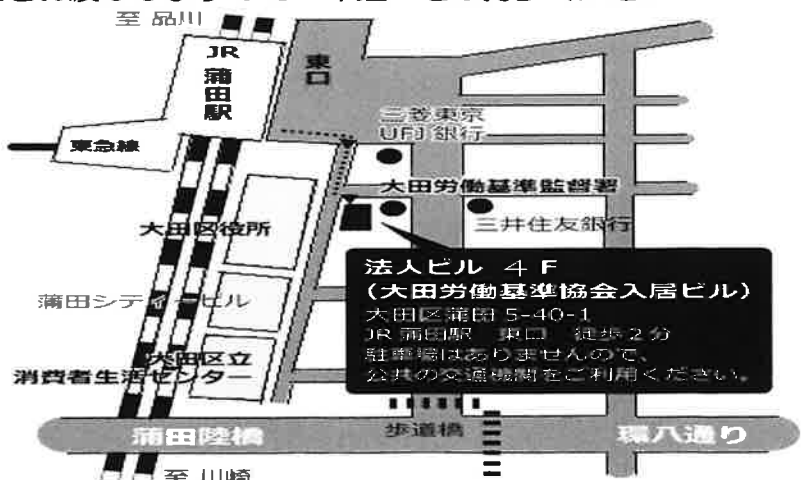 至 品川
JR
蒲田駅
東口
三菱東京
UFJ 銀行
東急線
大田労働基準監督署
大田区役所
三井住友銀行
法人ビル 4 F
(大田労働基準協会入居ビル)
大田区蒲田 5-40-1
JR 蒲田駅 東口 徒歩 2 分
駐車場はありませんので、
公共の交通機関をご利用ください。
蒲田シティービル
大田区立
消費者生活センター
蒲田陸橋
歩道橋
環八通り
至 川崎